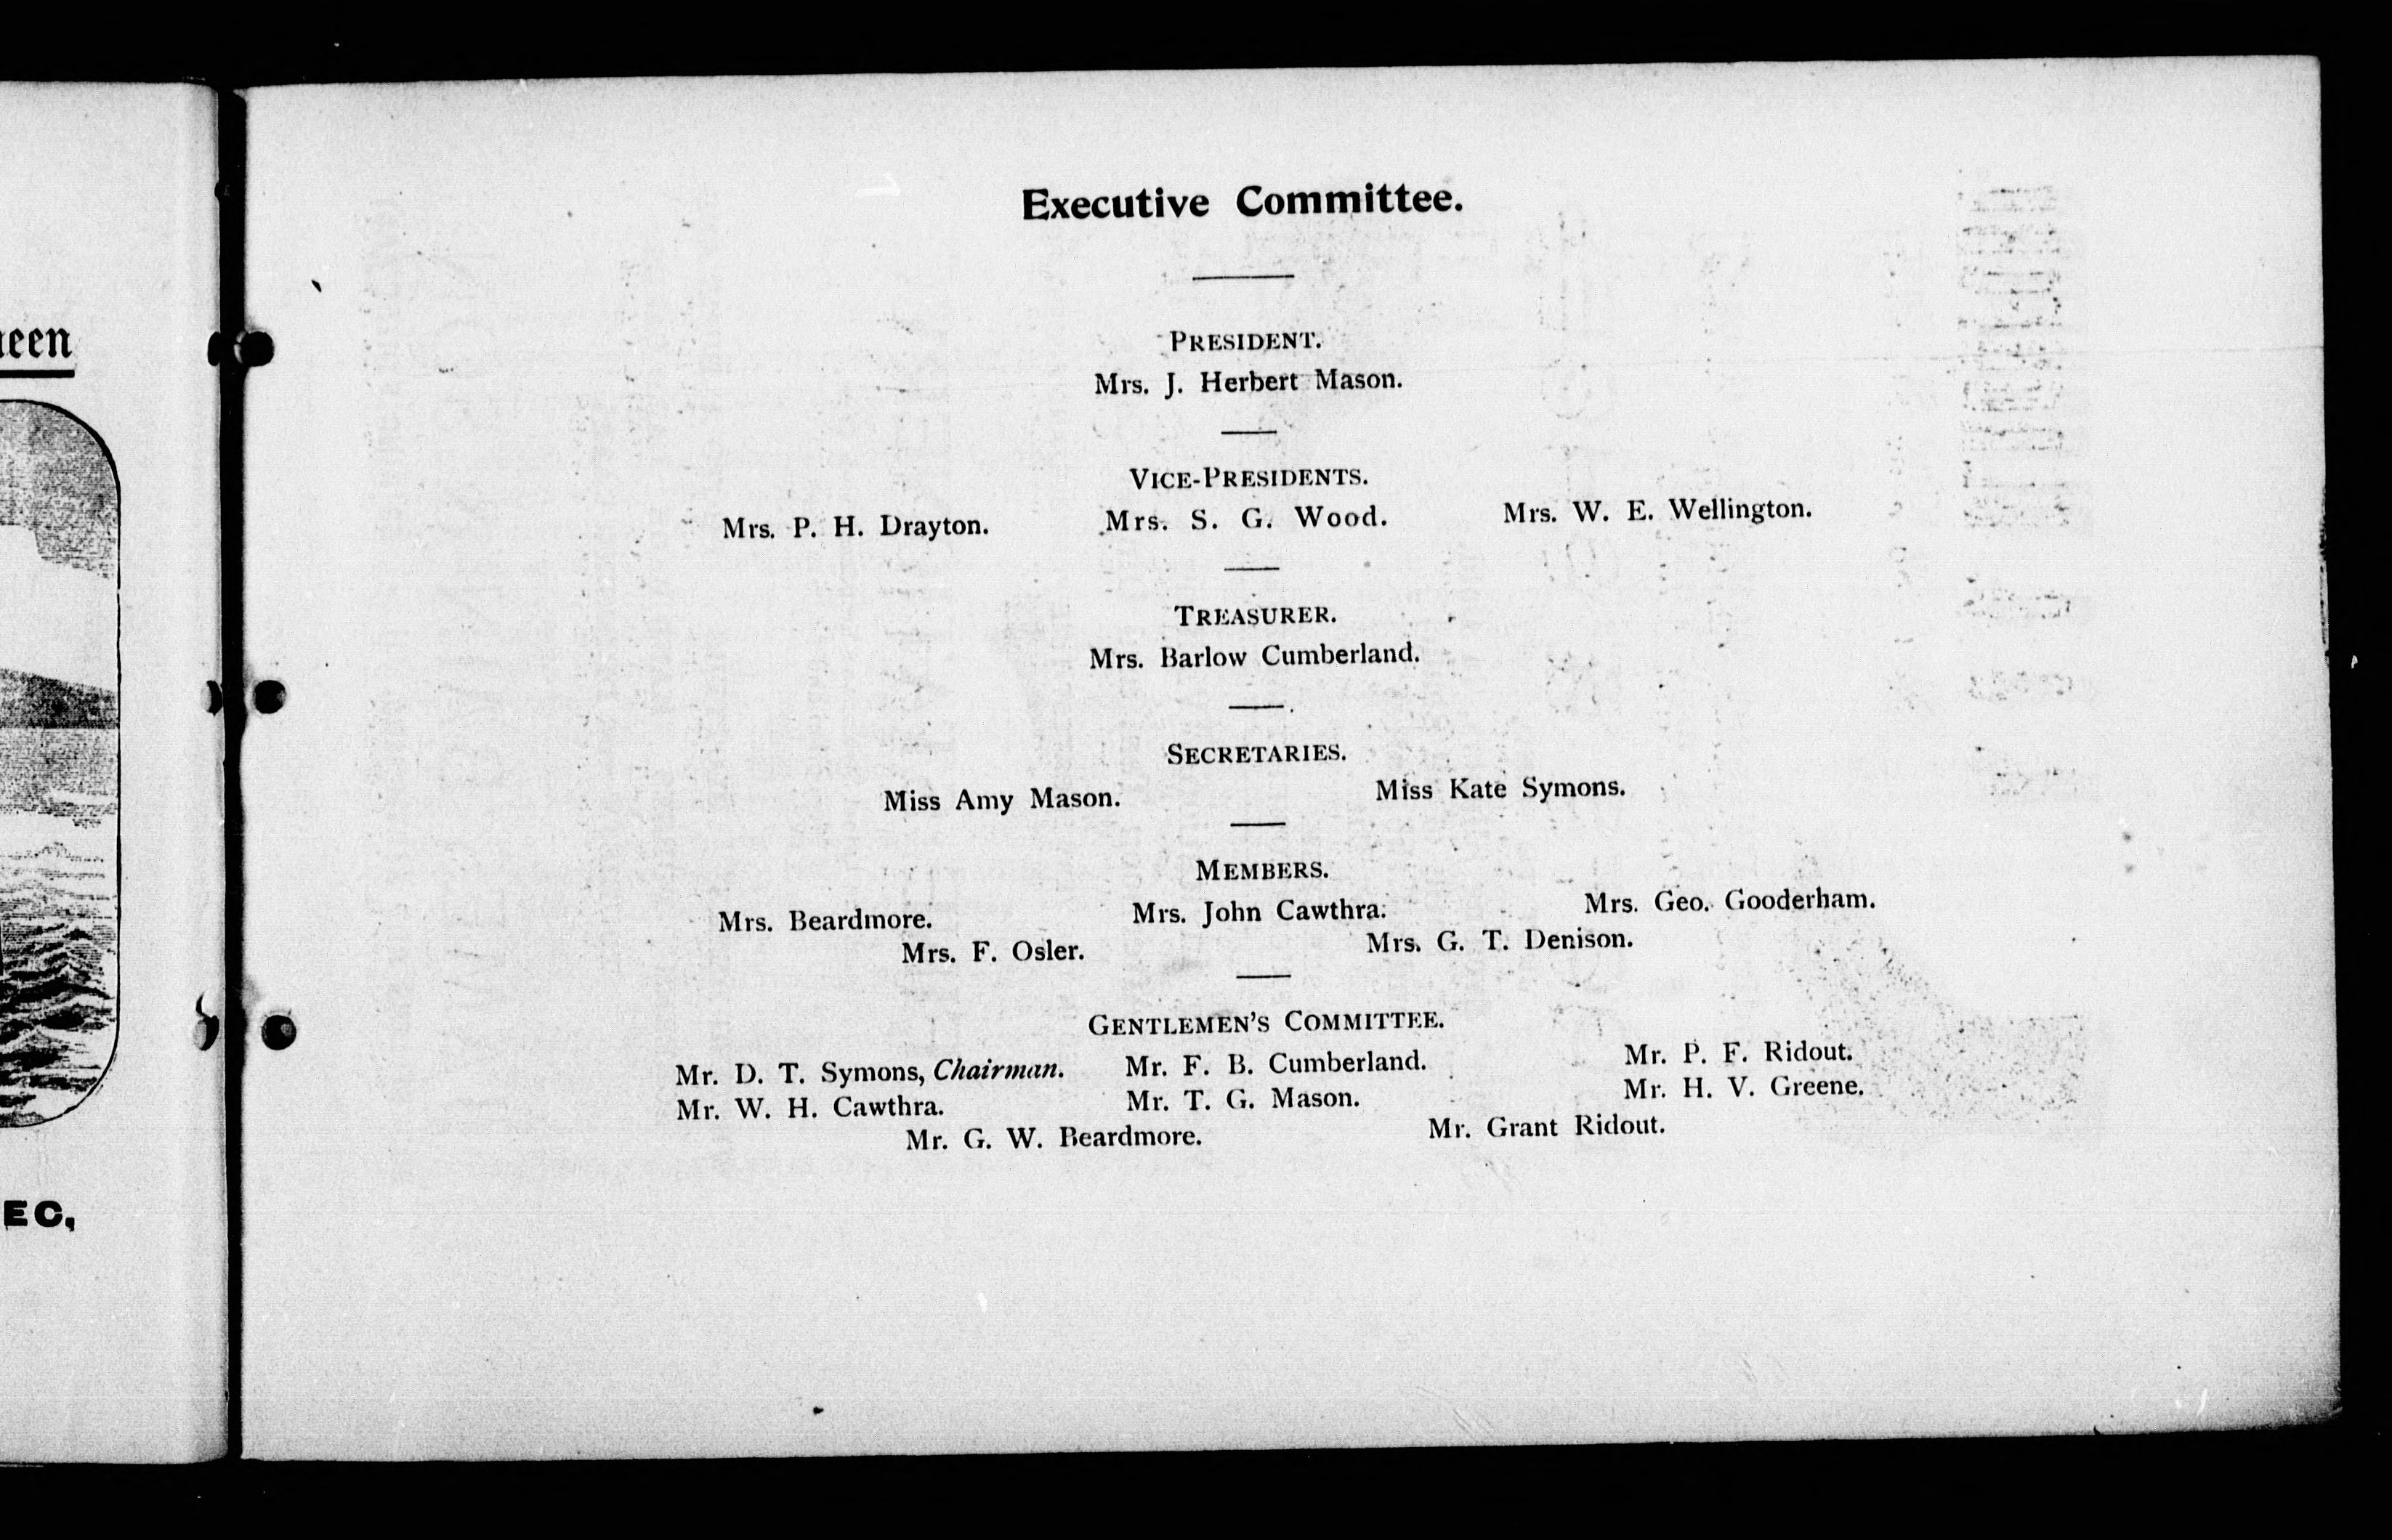 Executive Committee.
PRESIDENT.
Mrs. J. Herbert Mason.
VICE-PRESIDENTS.
Mrs. P. H. Drayton. Mrs. S. G. Wood. Mrs. W. E. Wellington.
TREASURER.
Mrs. Barlow Cumberland.
SECRETARIES.
Miss Amy Mason. Miss Kate Symons.
MEMBERS.
Mrs. Beardmore. Mrs. John Cawthra. Mrs. Geo. Gooderham.
Mrs. F. Osler. Mrs. G. T. Denison.
GENTLEMEN'S COMMITTEE.
Mr. D. T. Symons, Chairman. Mr. F. B. Cumberland. Mr. P. F. Ridout.
Mr. W. H. Cawthra. Mr. T. G. Mason. Mr. H. V. Greene.
Mr. G. W. Beardmore. Mr. Grant Ridout.
EC,